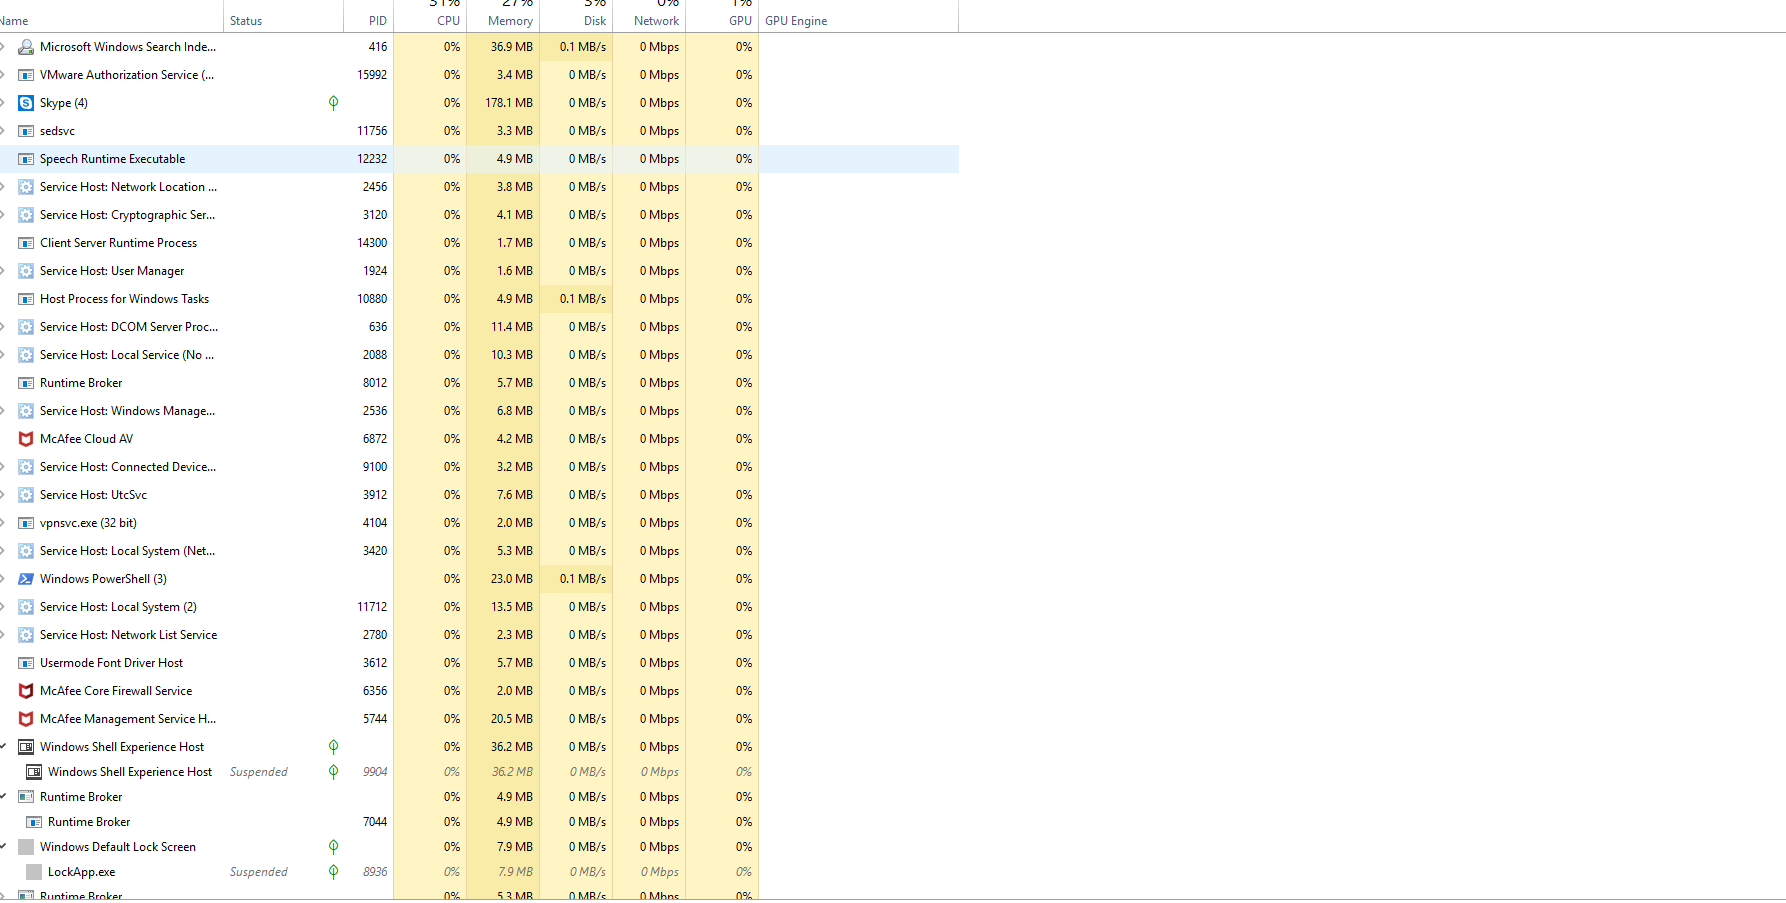 31% 27% 3% 0% 1%
Name Status PID CPU Memory Disk Network GPU GPU Engine
Microsoft Windows Search Inde... 416 0% 36.9 MB 0.1 MB/s 0 Mbps 0%
VMware Authorization Service (... 15992 0% 3.4 MB 0 MB/s 0 Mbps 0%
Skype (4) 0% 178.1 MB 0 MB/s 0 Mbps 0%
sedsvc 11756 0% 3.3 MB 0 MB/s 0 Mbps 0%
Speech Runtime Executable 12232 0% 4.9 MB 0 MB/s 0 Mbps 0%
Service Host: Network Location ... 2456 0% 3.8 MB 0 MB/s 0 Mbps 0%
Service Host: Cryptographic Ser... 3120 0% 4.1 MB 0 MB/s 0 Mbps 0%
Client Server Runtime Process 14300 0% 1.7 MB 0 MB/s 0 Mbps 0%
Service Host: User Manager 1924 0% 1.6 MB 0 MB/s 0 Mbps 0%
Host Process for Windows Tasks 10880 0% 4.9 MB 0.1 MB/s 0 Mbps 0%
Service Host: DCOM Server Proc... 636 0% 11.4 MB 0 MB/s 0 Mbps 0%
Service Host: Local Service (No ... 2088 0% 10.3 MB 0 MB/s 0 Mbps 0%
Runtime Broker 8012 0% 5.7 MB 0 MB/s 0 Mbps 0%
Service Host: Windows Manage... 2536 0% 6.8 MB 0 MB/s 0 Mbps 0%
McAfee Cloud AV 6872 0% 4.2 MB 0 MB/s 0 Mbps 0%
Service Host: Connected Device... 9100 0% 3.2 MB 0 MB/s 0 Mbps 0%
Service Host: UtcSvc 3912 0% 7.6 MB 0 MB/s 0 Mbps 0%
vpnsvc.exe (32 bit) 4104 0% 2.0 MB 0 MB/s 0 Mbps 0%
Service Host: Local System (Net... 3420 0% 5.3 MB 0 MB/s 0 Mbps 0%
Windows PowerShell (3) 0% 23.0 MB 0.1 MB/s 0 Mbps 0%
Service Host: Local System (2) 11712 0% 13.5 MB 0 MB/s 0 Mbps 0%
Service Host: Network List Service 2780 0% 2.3 MB 0 MB/s 0 Mbps 0%
Usermode Font Driver Host 3612 0% 5.7 MB 0 MB/s 0 Mbps 0%
McAfee Core Firewall Service 6356 0% 2.0 MB 0 MB/s 0 Mbps 0%
McAfee Management Service H... 5744 0% 20.5 MB 0 MB/s 0 Mbps 0%
Windows Shell Experience Host 0% 36.2 MB 0 MB/s 0 Mbps 0%
Windows Shell Experience Host Suspended 9904 0% 36.2 MB 0 MB/s 0 Mbps 0%
Runtime Broker 0% 4.9 MB 0 MB/s 0 Mbps 0%
Runtime Broker 7044 0% 4.9 MB 0 MB/s 0 Mbps 0%
Windows Default Lock Screen 0% 7.9 MB 0 MB/s 0 Mbps 0%
LockApp.exe Suspended 8936 0% 7.9 MB 0 MB/s 0 Mbps 0%
Runtime Broker 0% 5.3 MB 0 MB/s 0 Mbps 0%